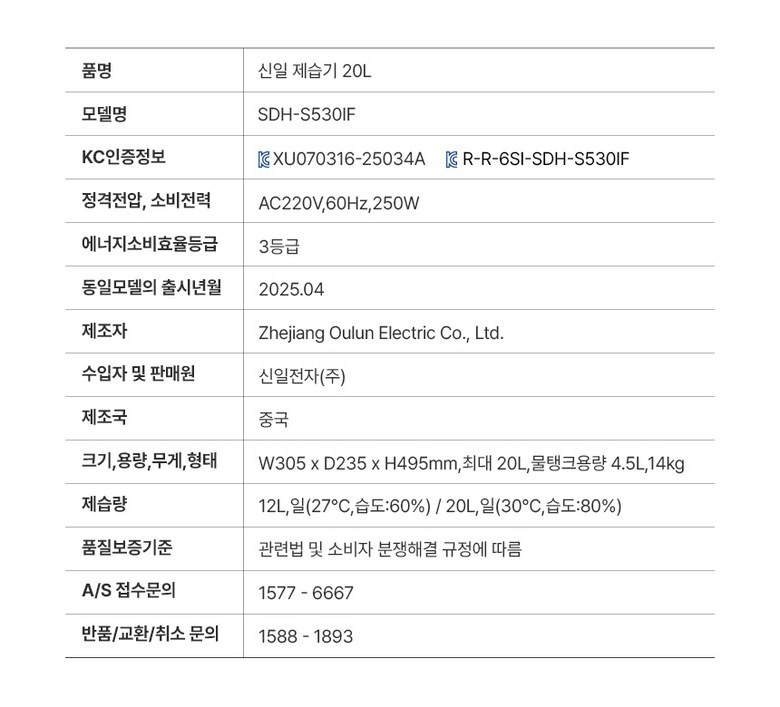 품명 신일 제습기 20L
모델명 SDH-S530IF
KC인증정보 XU070316-25034A R-R-6SI-SDH-S530IF
정격전압, 소비전력 AC220V,60Hz,250W
에너지소비효율등급 3등급
동일모델의 출시년월 2025.04
제조자 Zhejiang Oulun Electric Co., Ltd.
수입자 및 판매원 신일전자(주)
제조국 중국
크기,용량,무게,형태 W305 x D235 x H495mm,최대 20L,물탱크용량 4.5L,14kg
제습량 12L,일(27℃,습도:60%) / 20L,일(30℃,습도:80%)
품질보증기준 관련법 및 소비자 분쟁해결 규정에 따름
A/S 접수문의 1577 - 6667
반품/교환/취소 문의 1588 - 1893